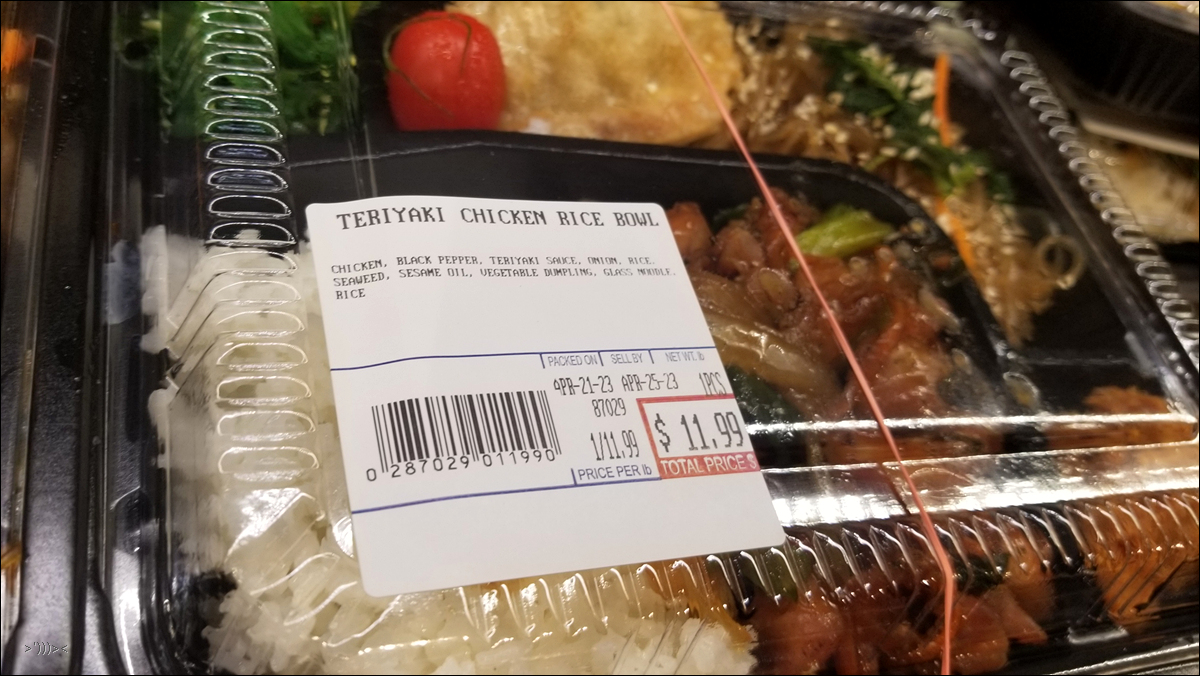 TERIYAKI CHICKEN RICE BOWL
CHICKEN, BLACK PEPPER, TERIYAKI SAUCE, ONION, RICE,
SEAWEED, SESAME OIL, VEGETABLE DUMPLING, GLASS NOODLE,
RICE
PACKED ON SELL BY NET WT. lb
APR-21-23 APR-25-23 1PCS
87029
$ 11.99
1/11.99
TOTAL PRICE $
PRICE PER lb
0 287029 011990
>')))><